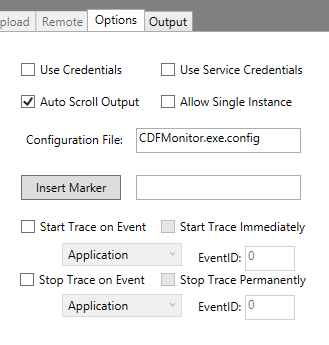 pload Remote Options Output
Use Credentials Use Service Credentials
Auto Scroll Output Allow Single Instance
Configuration File: CDFMonitor.exe.config
Insert Marker
Start Trace on Event Start Trace Immediately
Application EventID: 0
Stop Trace on Event Stop Trace Permanently
Application EventID: 0